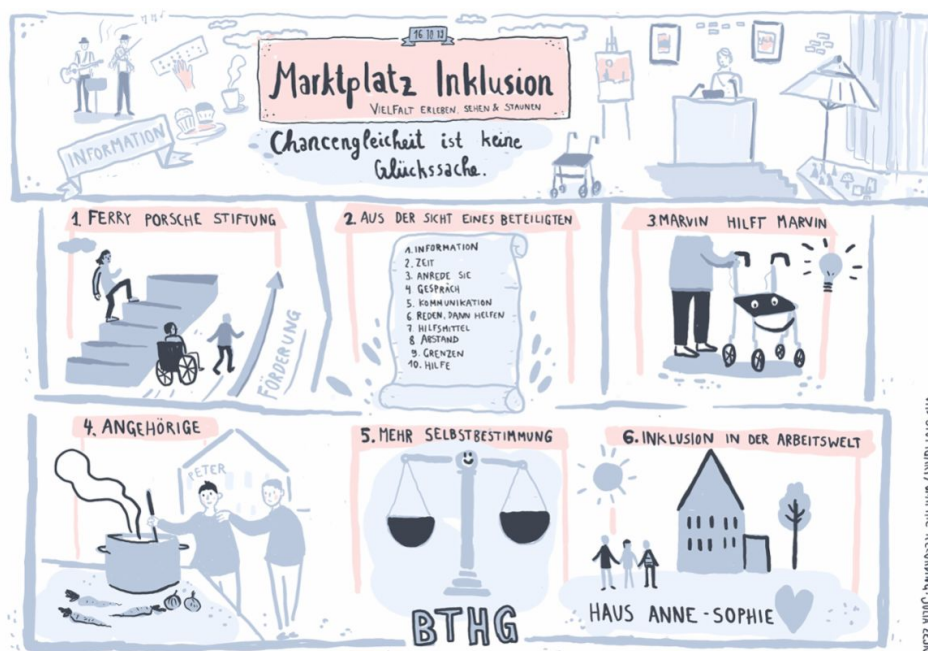 16.10.19
Marktplatz Inklusion
VIELFALT ERLEBEN, SEHEN & STAUNEN
Chancengleicheit ist keine
Glückssache.
INFORMATION
1. FERRY PORSCHE STIFTUNG
FÖRDERUNG
2. AUS DER SICHT EINES BETEILIGTEN
1. INFORMATION
2. ZEIT
3. ANREDE SIE
4. GESPRÄCH
5. KOMMUNIKATION
6. REDEN, DANN HELFEN
7. HILFSMITTEL
8. ABSTAND
9. GRENZEN
10. HILFE
3. MARVIN HILFT MARVIN
4. ANGEHÖRIGE
PETER
5. MEHR SELBSTBESTIMMUNG
BTHG
6. INKLUSION IN DER ARBEITSWELT
HAUS ANNE-SOPHIE